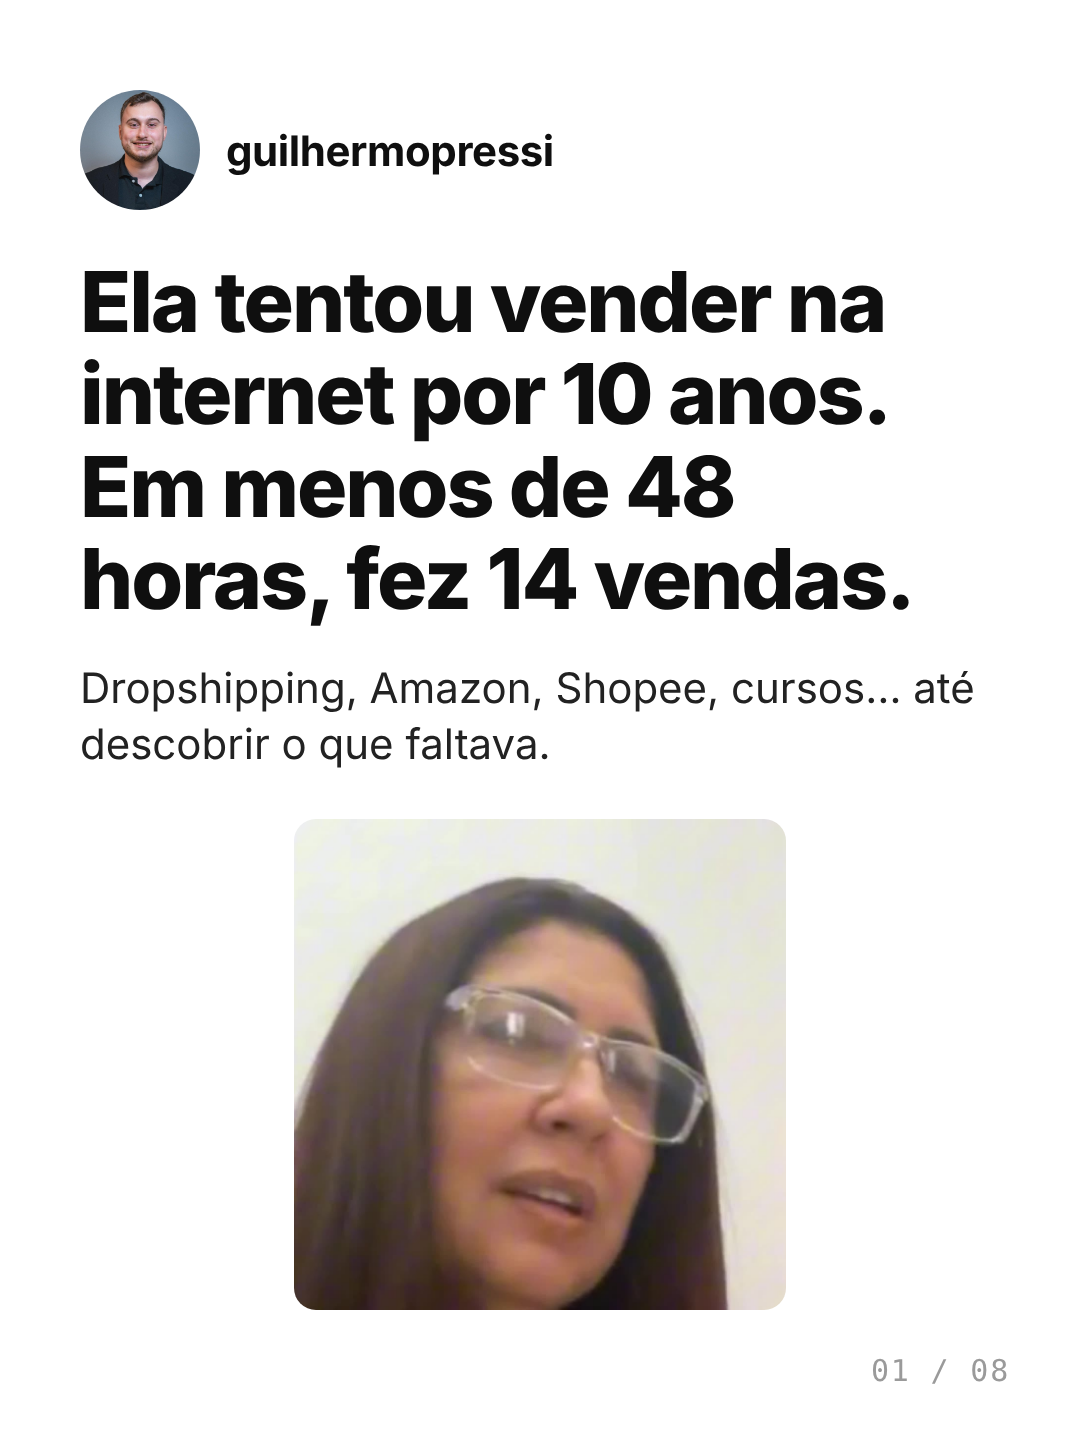 guilhermopressi
Ela tentou vender na
internet por 10 anos.
Em menos de 48
horas, fez 14 vendas.
Dropshipping, Amazon, Shopee, cursos... até
descobrir o que faltava.
01 / 08